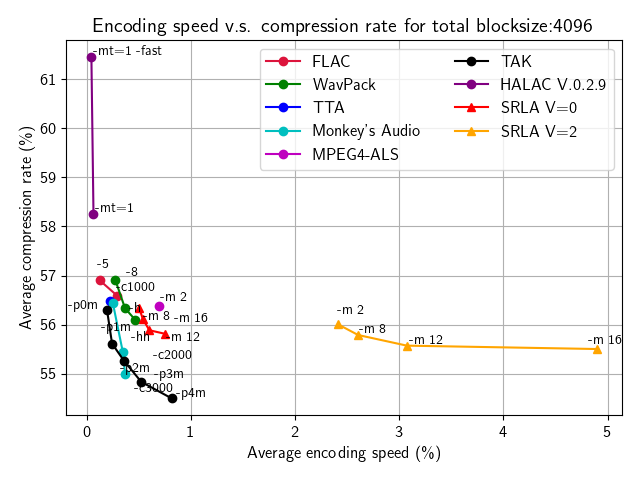 Encoding speed v.s. compression rate for total blocksize:4096
Average compression rate (%)
61
60
59
58
57
56
55
FLAC
WavPack
TTA
Monkey's Audio
MPEG4-ALS
TAK
HALAC V.0.2.9
SRLA V=0
SRLA V=2
-mt=1 -fast
-mt=1
-5
-8
-c1000
-m 2
-p0m
-h
-m 8
-m 16
-p1m
-hh
-m 12
-c2000
-p2m
-p3m
-c3000
-p4m
-m 2
-m 8
-m 12
-m 16
0
1
2
3
4
5
Average encoding speed (%)